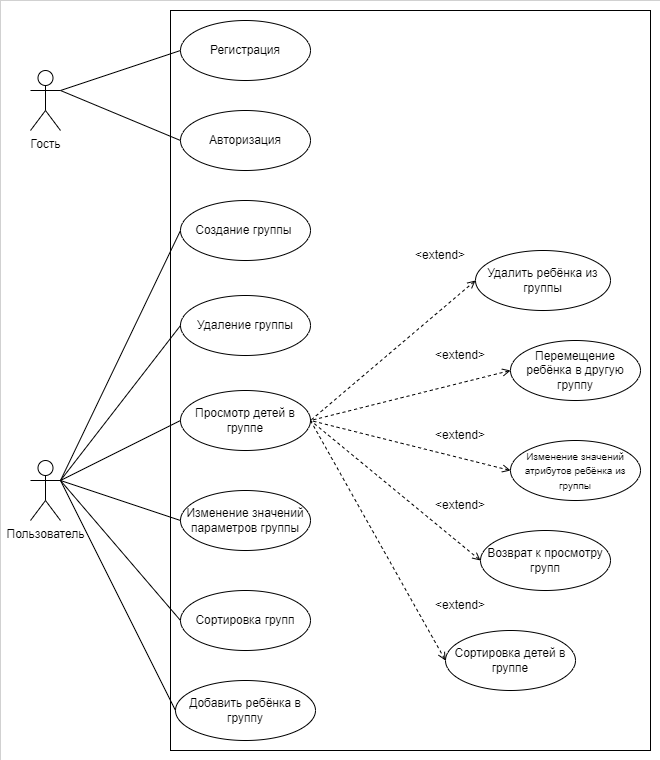 Регистрация
Гость
Авторизация
Создание группы
<extend>
Удалить ребёнка из
группы
Удаление группы
<extend>
Перемещение
ребёнка в другую
группу
Просмотр детей в
группе
<extend>
Изменение значений
атрибутов ребёнка из
группы
Пользователь
Изменение значений
параметров группы
<extend>
Возврат к просмотру
групп
Сортировка групп
<extend>
Сортировка детей в
группе
Добавить ребёнка в
группу